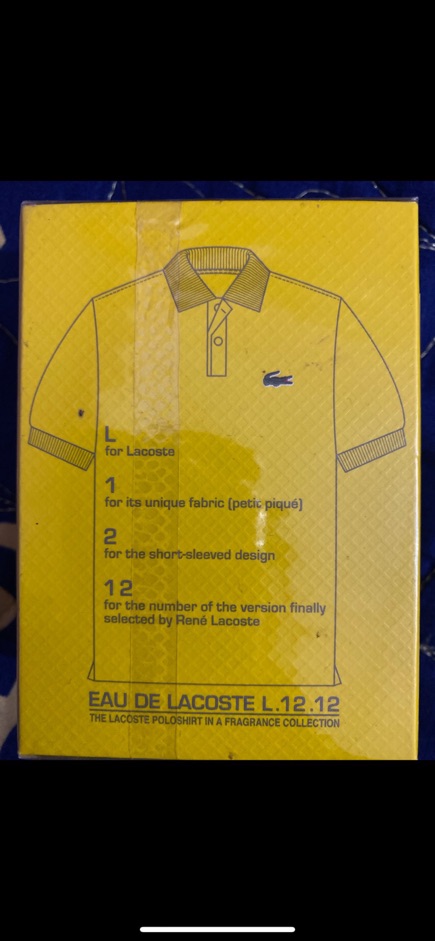 L
for Lacoste
1
for its unique fabric (petit piqué)
2
for the short-sleeved design
12
for the number of the version finally
selected by René Lacoste
EAU DE LACOSTE L.12.12
THE LACOSTE POLOSHIRT IN A FRAGRANCE COLLECTION